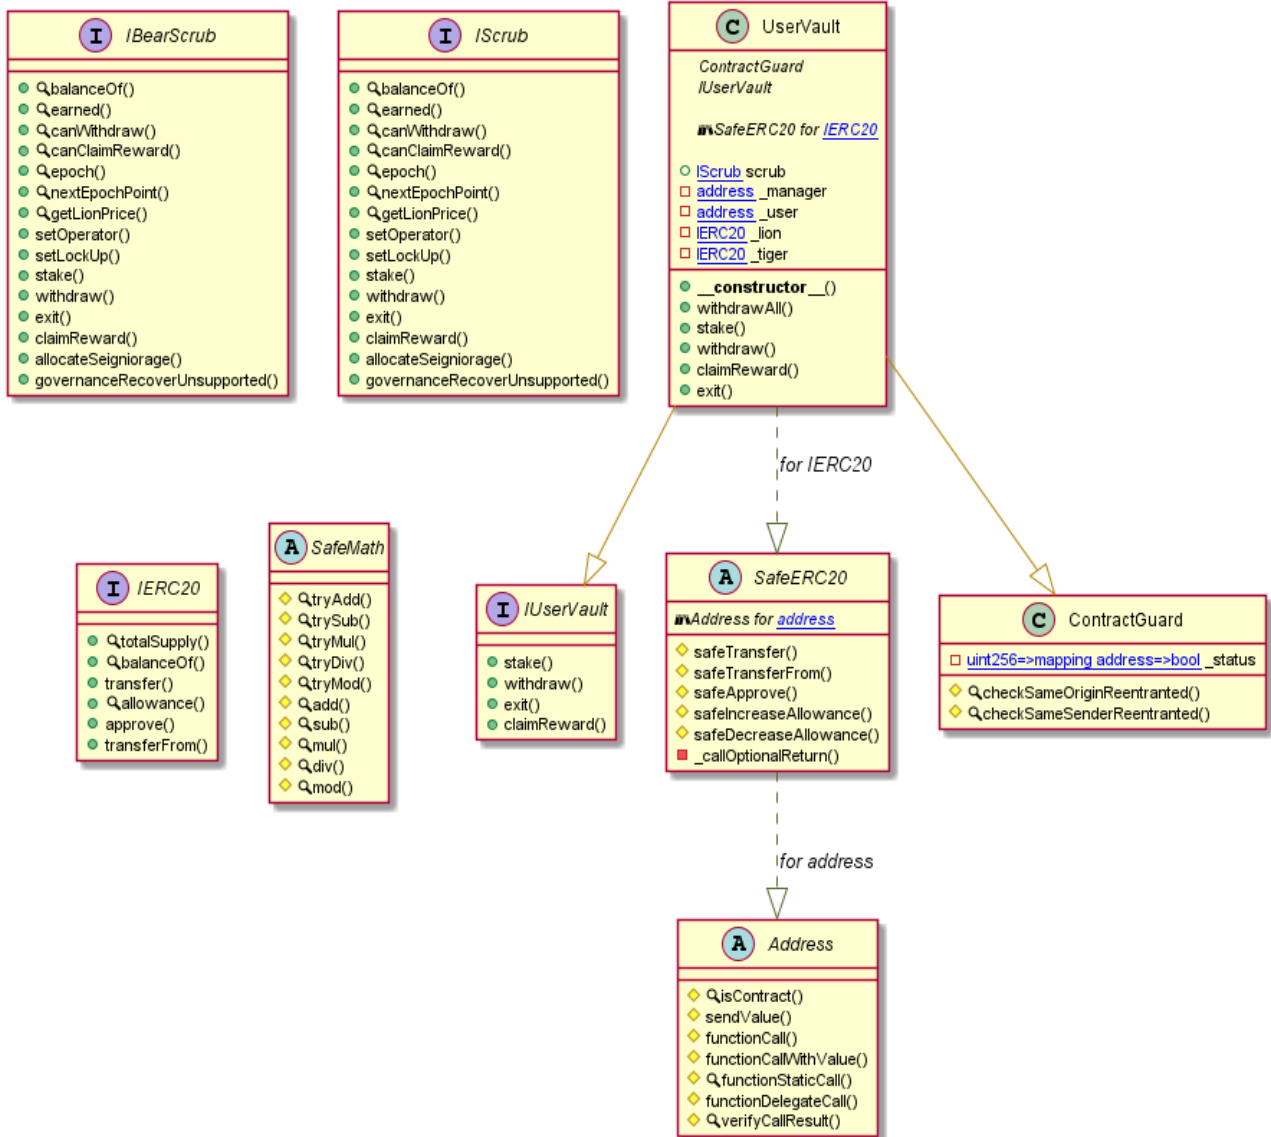 I IBearScrub
balanceOf()
earned()
canWithdraw()
canClaimReward()
epoch()
nextEpochPoint()
getLionPrice()
setOperator()
setLockUp()
stake()
withdraw()
exit()
claimReward()
allocateSeigniorage()
governanceRecoverUnsupported()
I IScrub
balanceOf()
earned()
canWithdraw()
canClaimReward()
epoch()
nextEpochPoint()
getLionPrice()
setOperator()
setLockUp()
stake()
withdraw()
exit()
claimReward()
allocateSeigniorage()
governanceRecoverUnsupported()
C UserVault
ContractGuard
IUserVault
SafeERC20 for IERC20
IScrub scrub
address _manager
address _user
IERC20 _lion
IERC20 _tiger
__constructor__()
withdrawAll()
stake()
withdraw()
claimReward()
exit()
for IERC20
I IERC20
totalSupply()
balanceOf()
transfer()
allowance()
approve()
transferFrom()
A SafeMath
tryAdd()
trySub()
tryMul()
tryDiv()
tryMod()
add()
sub()
mul()
div()
mod()
I IUserVault
stake()
withdraw()
exit()
claimReward()
A SafeERC20
Address for address
safeTransfer()
safeTransferFrom()
safeApprove()
safeIncreaseAllowance()
safeDecreaseAllowance()
_callOptionalReturn()
C ContractGuard
uint256=>mapping address=>bool _status
checkSameOriginReentranted()
checkSameSenderReentranted()
for address
A Address
isContract()
sendValue()
functionCall()
functionCallWithValue()
functionStaticCall()
functionDelegateCall()
verifyCallResult()